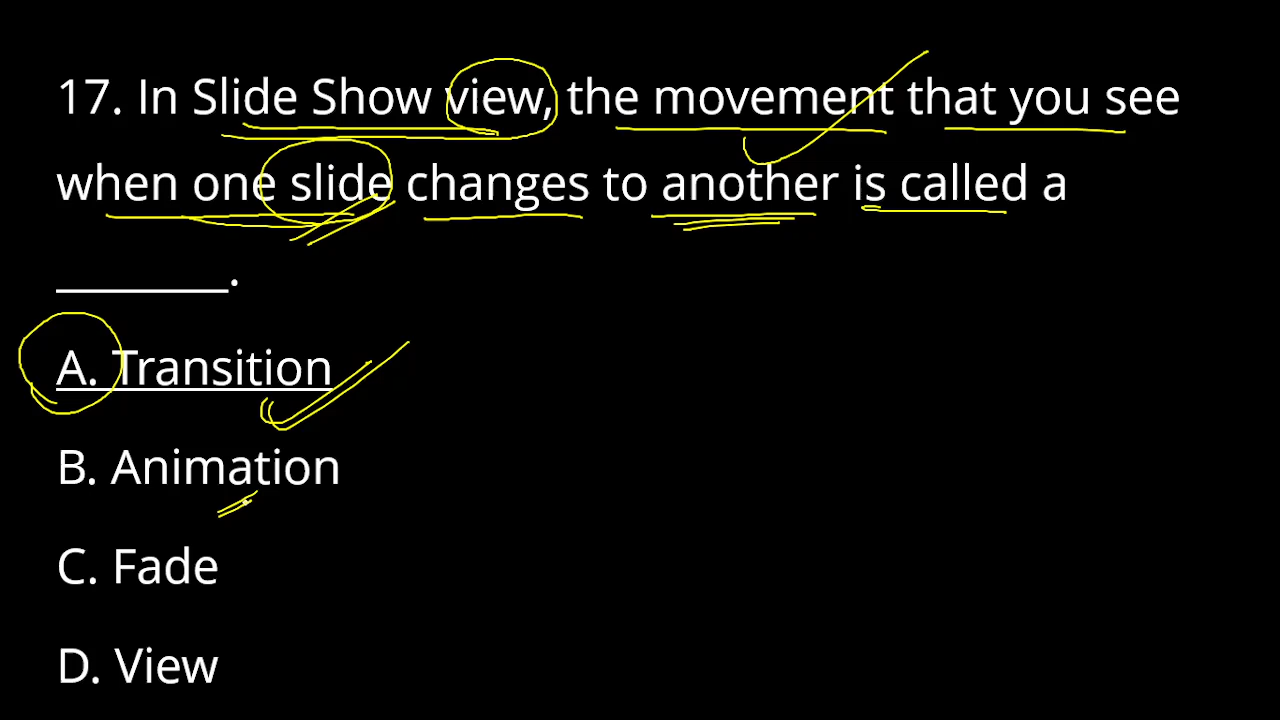 17. In Slide Show view, the movement that you see
when one slide changes to another is called a
________.
A. Transition
B. Animation
C. Fade
D. View